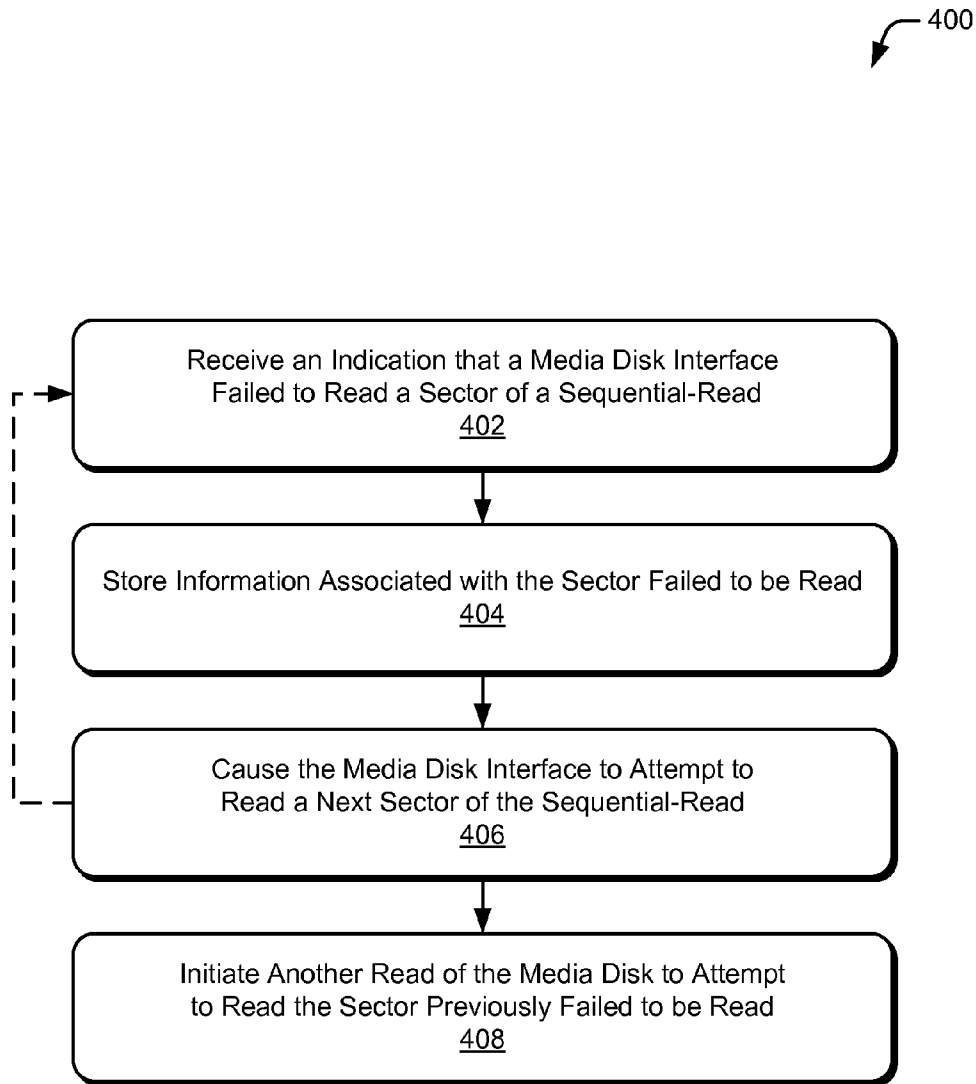 400
Receive an Indication that a Media Disk Interface
Failed to Read a Sector of a Sequential-Read
402
Store Information Associated with the Sector Failed to be Read
404
Cause the Media Disk Interface to Attempt to
Read a Next Sector of the Sequential-Read
406
Initiate Another Read of the Media Disk to Attempt
to Read the Sector Previously Failed to be Read
408